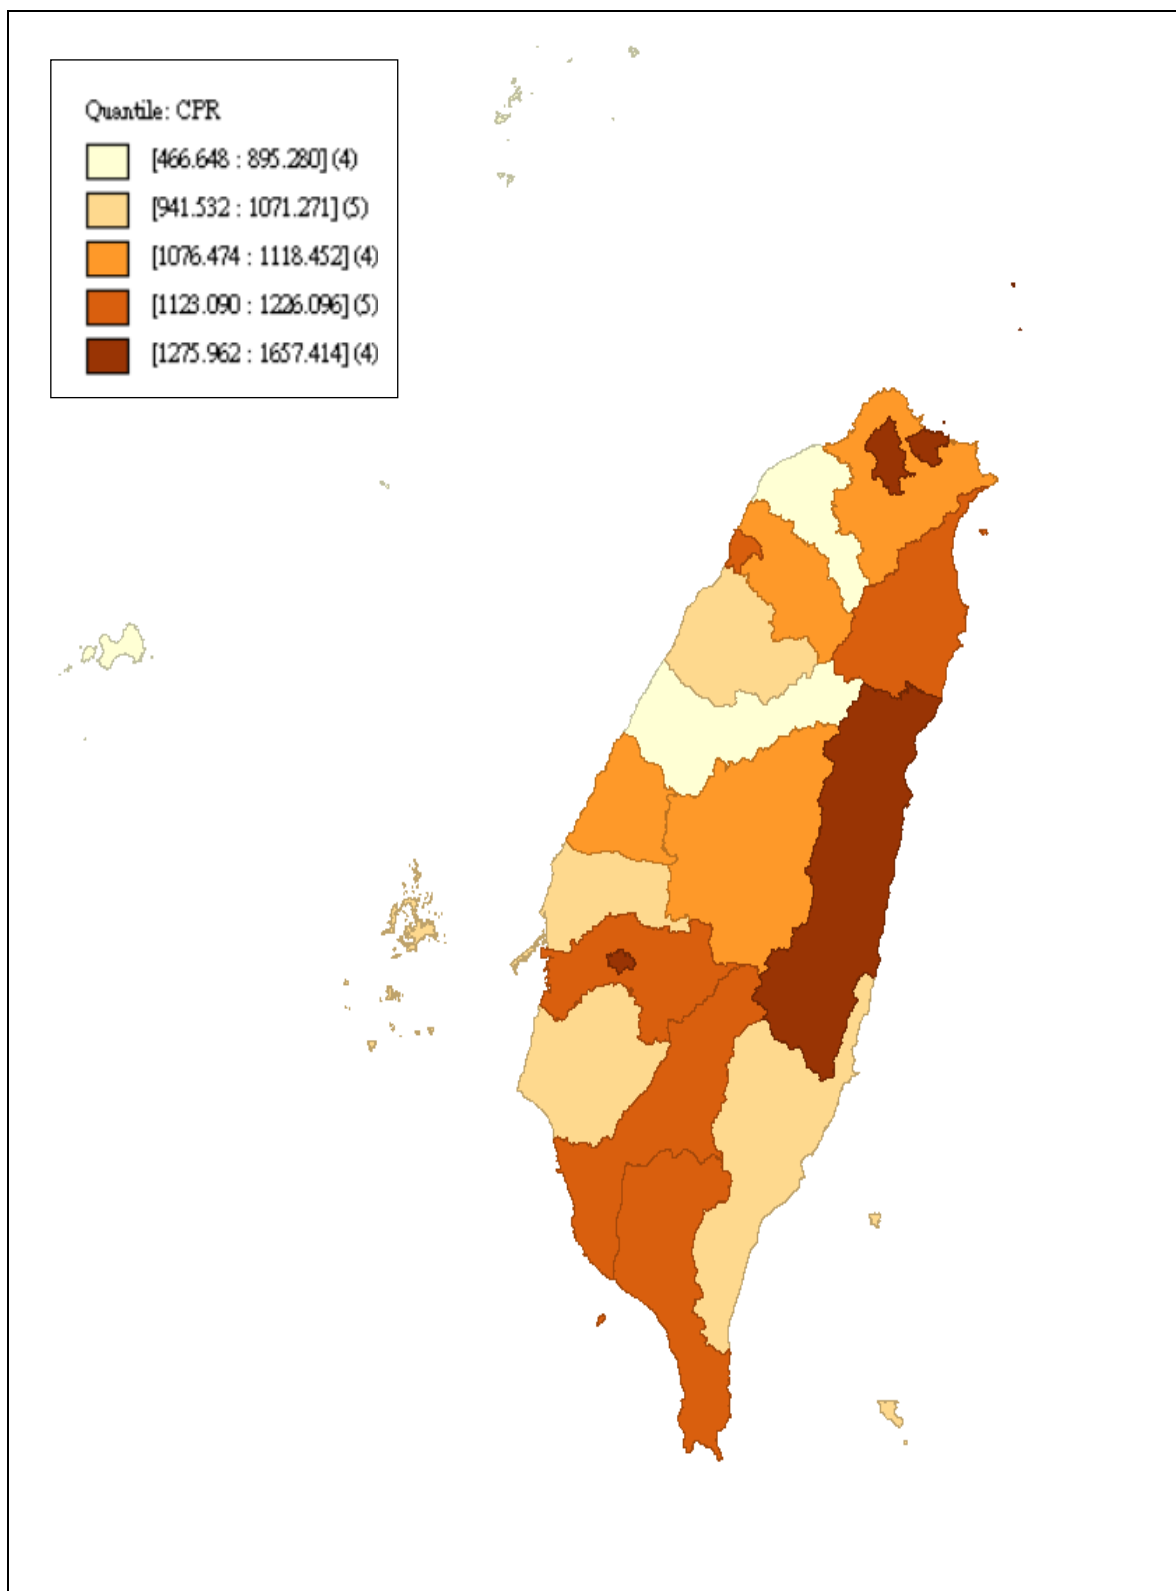 Quantile: CPR
[466.648 : 895.280] (4)
[941.532 : 1071.271] (5)
[1076.474 : 1118.452] (4)
[1123.090 : 1226.096] (5)
[1275.962 : 1657.414] (4)